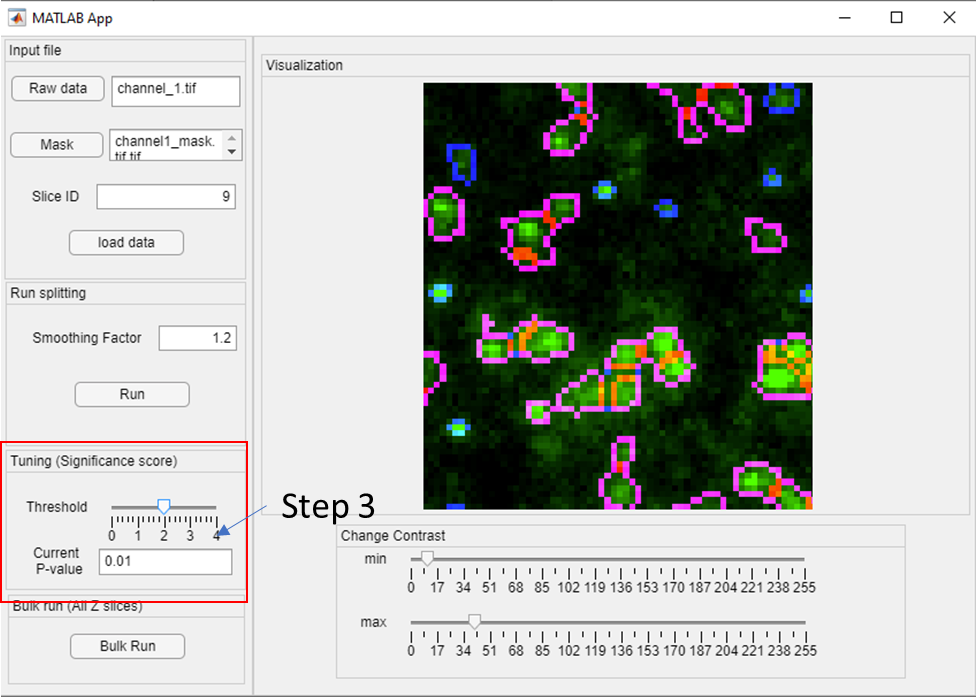 MATLAB App
Input file
Raw data channel_1.tif
Mask channel1_mask.
tif.tif
Slice ID 9
load data
Run splitting
Smoothing Factor 1.2
Run
Tuning (Significance score)
Threshold
0 1 2 3 4
Current
P-value 0.01
Bulk run (All Z slices)
Bulk Run
Visualization
Step 3
Change Contrast
min
0 17 34 51 68 85 102 119 136 153 170 187 204 221 238 255
max
0 17 34 51 68 85 102 119 136 153 170 187 204 221 238 255